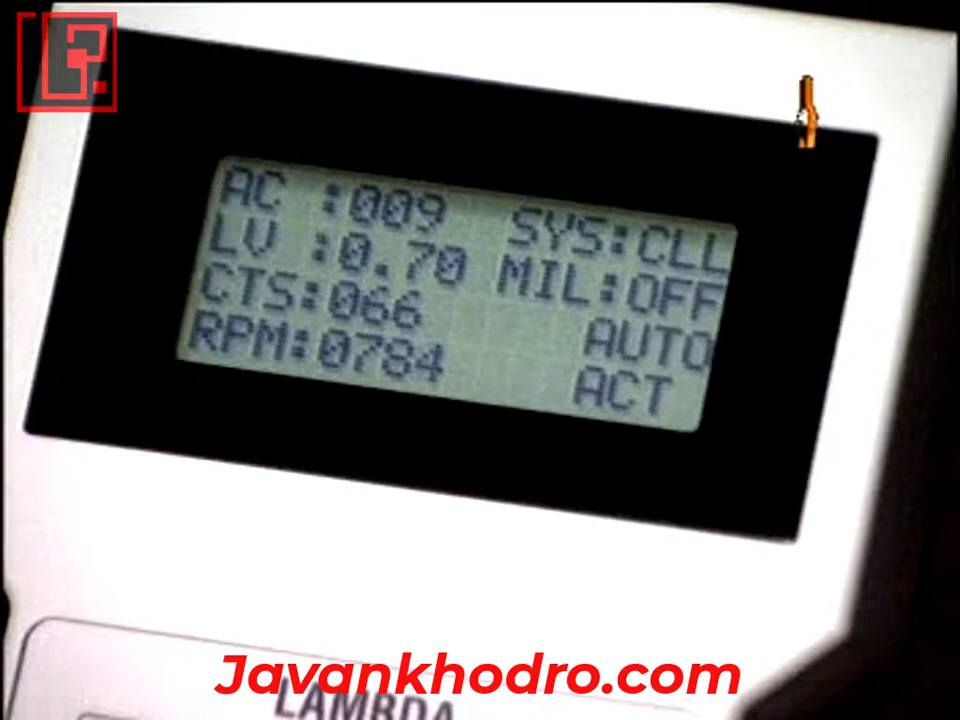 AC :009 SYS:CLL
LV :0.70 MIL:OFF
CTS:066 AUTO
RPM:0784 ACT
Javankhodro.com
LAMBDA